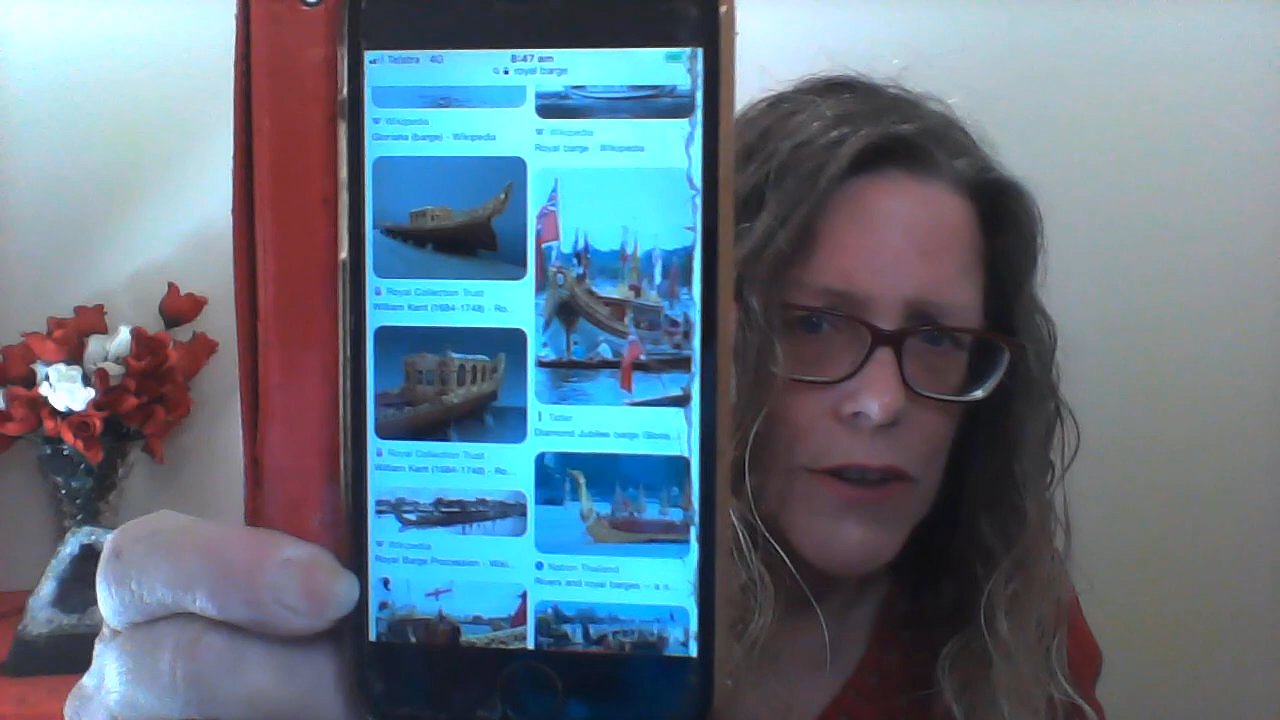 Telstra 4G 8:47 am
royal barge
Wikipedia
Gloriana (barge) - Wikipedia
Wikipedia
Royal barge - Wikipedia
Royal Collection Trust
William Kent (1684-1748) - Ro...
Tatler
Diamond Jubilee barge Gloria...
Royal Collection Trust
William Kent (1684-1748) - Ro...
Wikipedia
Royal Barge Procession - Wiki...
Nation Thailand
Rivers and royal barges – a n...